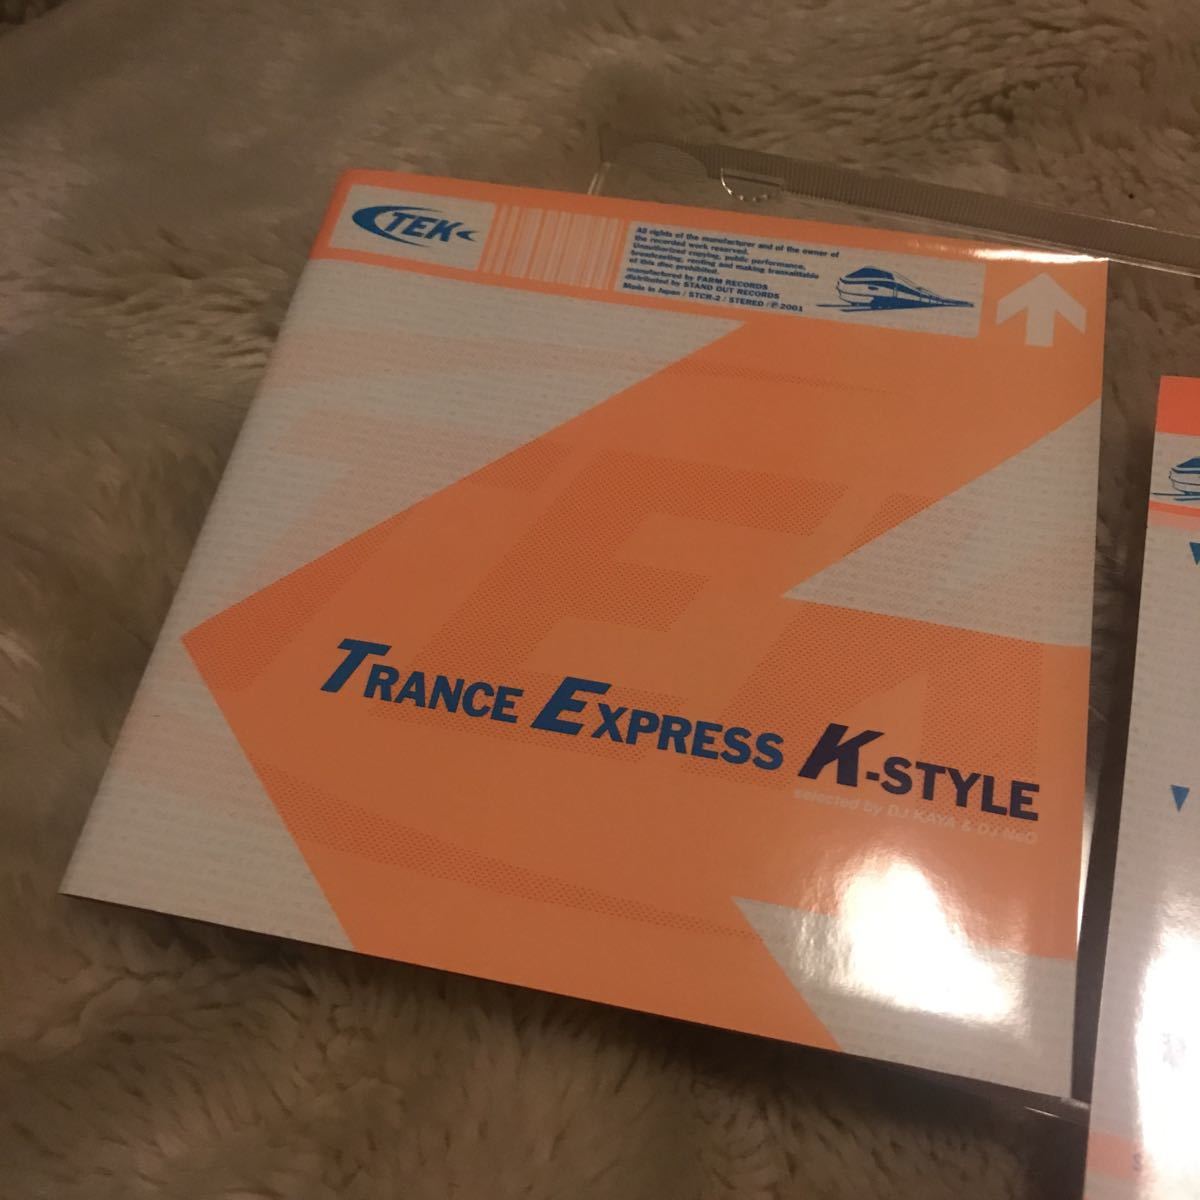 TEK
All rights of the manufacturer and of the owner of
the recorded work reserved.
Unauthorized copying, public performance,
broadcasting, renting and making transmittable
of this disc prohibited.
manufactured by FARM RECORDS
distributed by STAND OUT RECORDS
Made in Japan / STCR-2 / STEREO / ℗ 2001
TRANCE EXPRESS K-STYLE
selected by DJ KAYA & DJ NeO